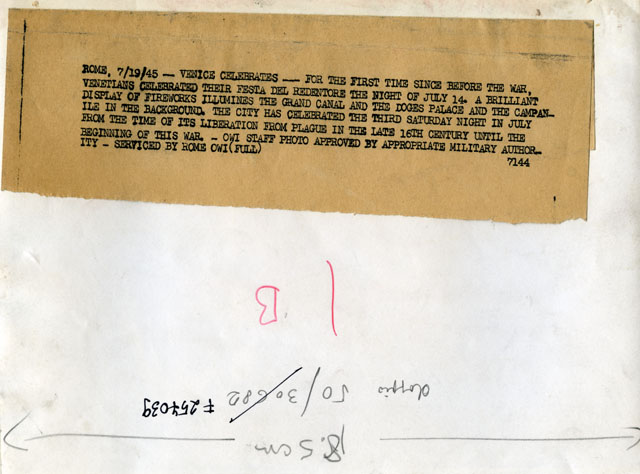 ROME, 7/19/45 — VENICE CELEBRATES — FOR THE FIRST TIME SINCE BEFORE THE WAR,
VENETIANS CELEBRATED THEIR FESTA DEL REDENTORE THE NIGHT OF JULY 14. A BRILLIANT
DISPLAY OF FIREWORKS ILLUMINES THE GRAND CANAL AND THE DOGES PALACE AND THE CAMPAN-
ILE IN THE BACKGROUND. THE CITY HAS CELEBRATED THE THIRD SATURDAY NIGHT IN JULY
FROM THE TIME OF ITS LIBERATION FROM PLAGUE IN THE LATE 16TH CENTURY UNTIL THE
BEGINNING OF THIS WAR. - OWI STAFF PHOTO APPROVED BY APPROPRIATE MILITARY AUTHOR-
ITY - SERVICED BY ROME OWI(FULL)
7144
B
50/30682
#257039
8.5 cm